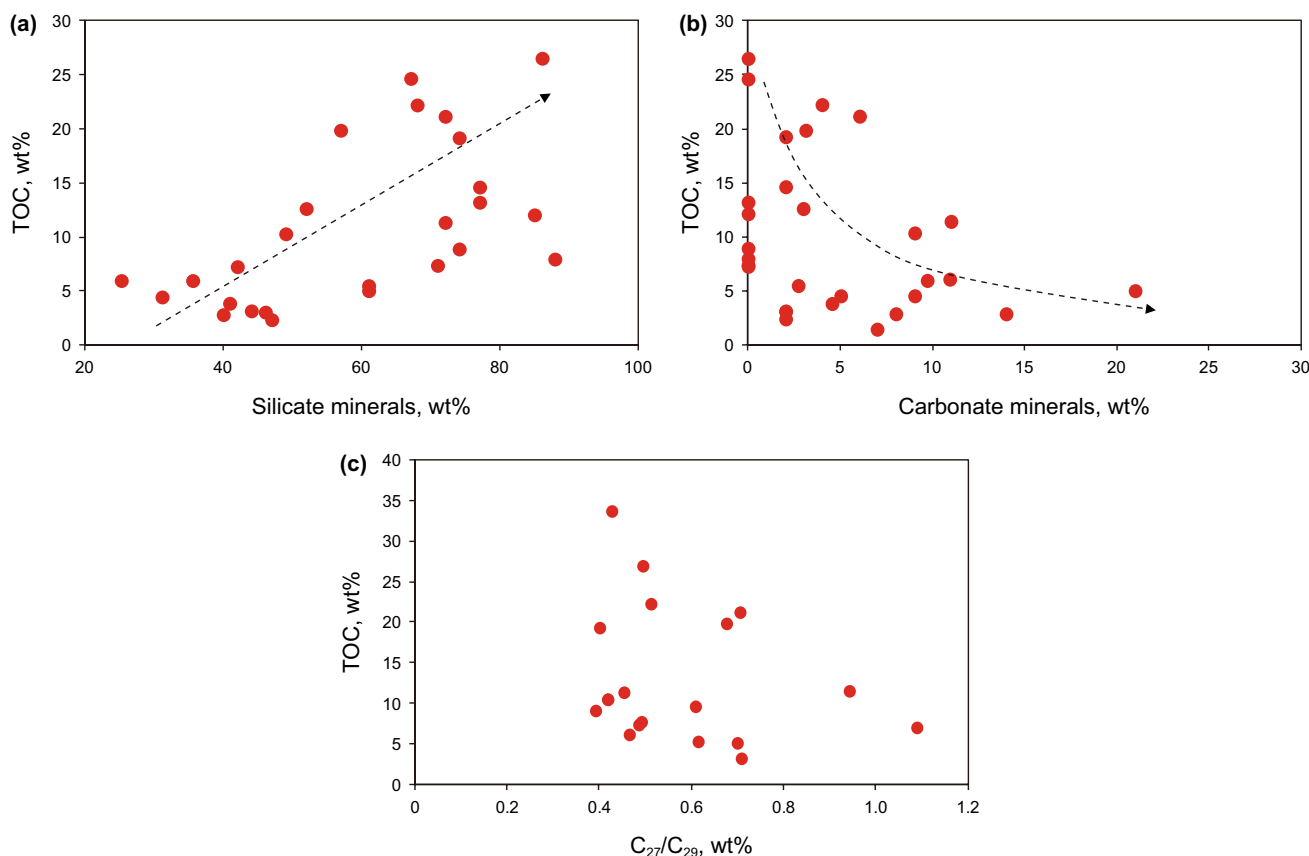 (a)
30
25
20
15
10
5
0
TOC, wt%
20 40 60 80 100
Silicate minerals, wt%
(b)
30
25
20
15
10
5
0
TOC, wt%
0 5 10 15 20 25 30
Carbonate minerals, wt%
(c)
40
35
30
25
20
15
10
5
0
TOC, wt%
0 0.2 0.4 0.6 0.8 1.0 1.2
C₂₇/C₂₉, wt%